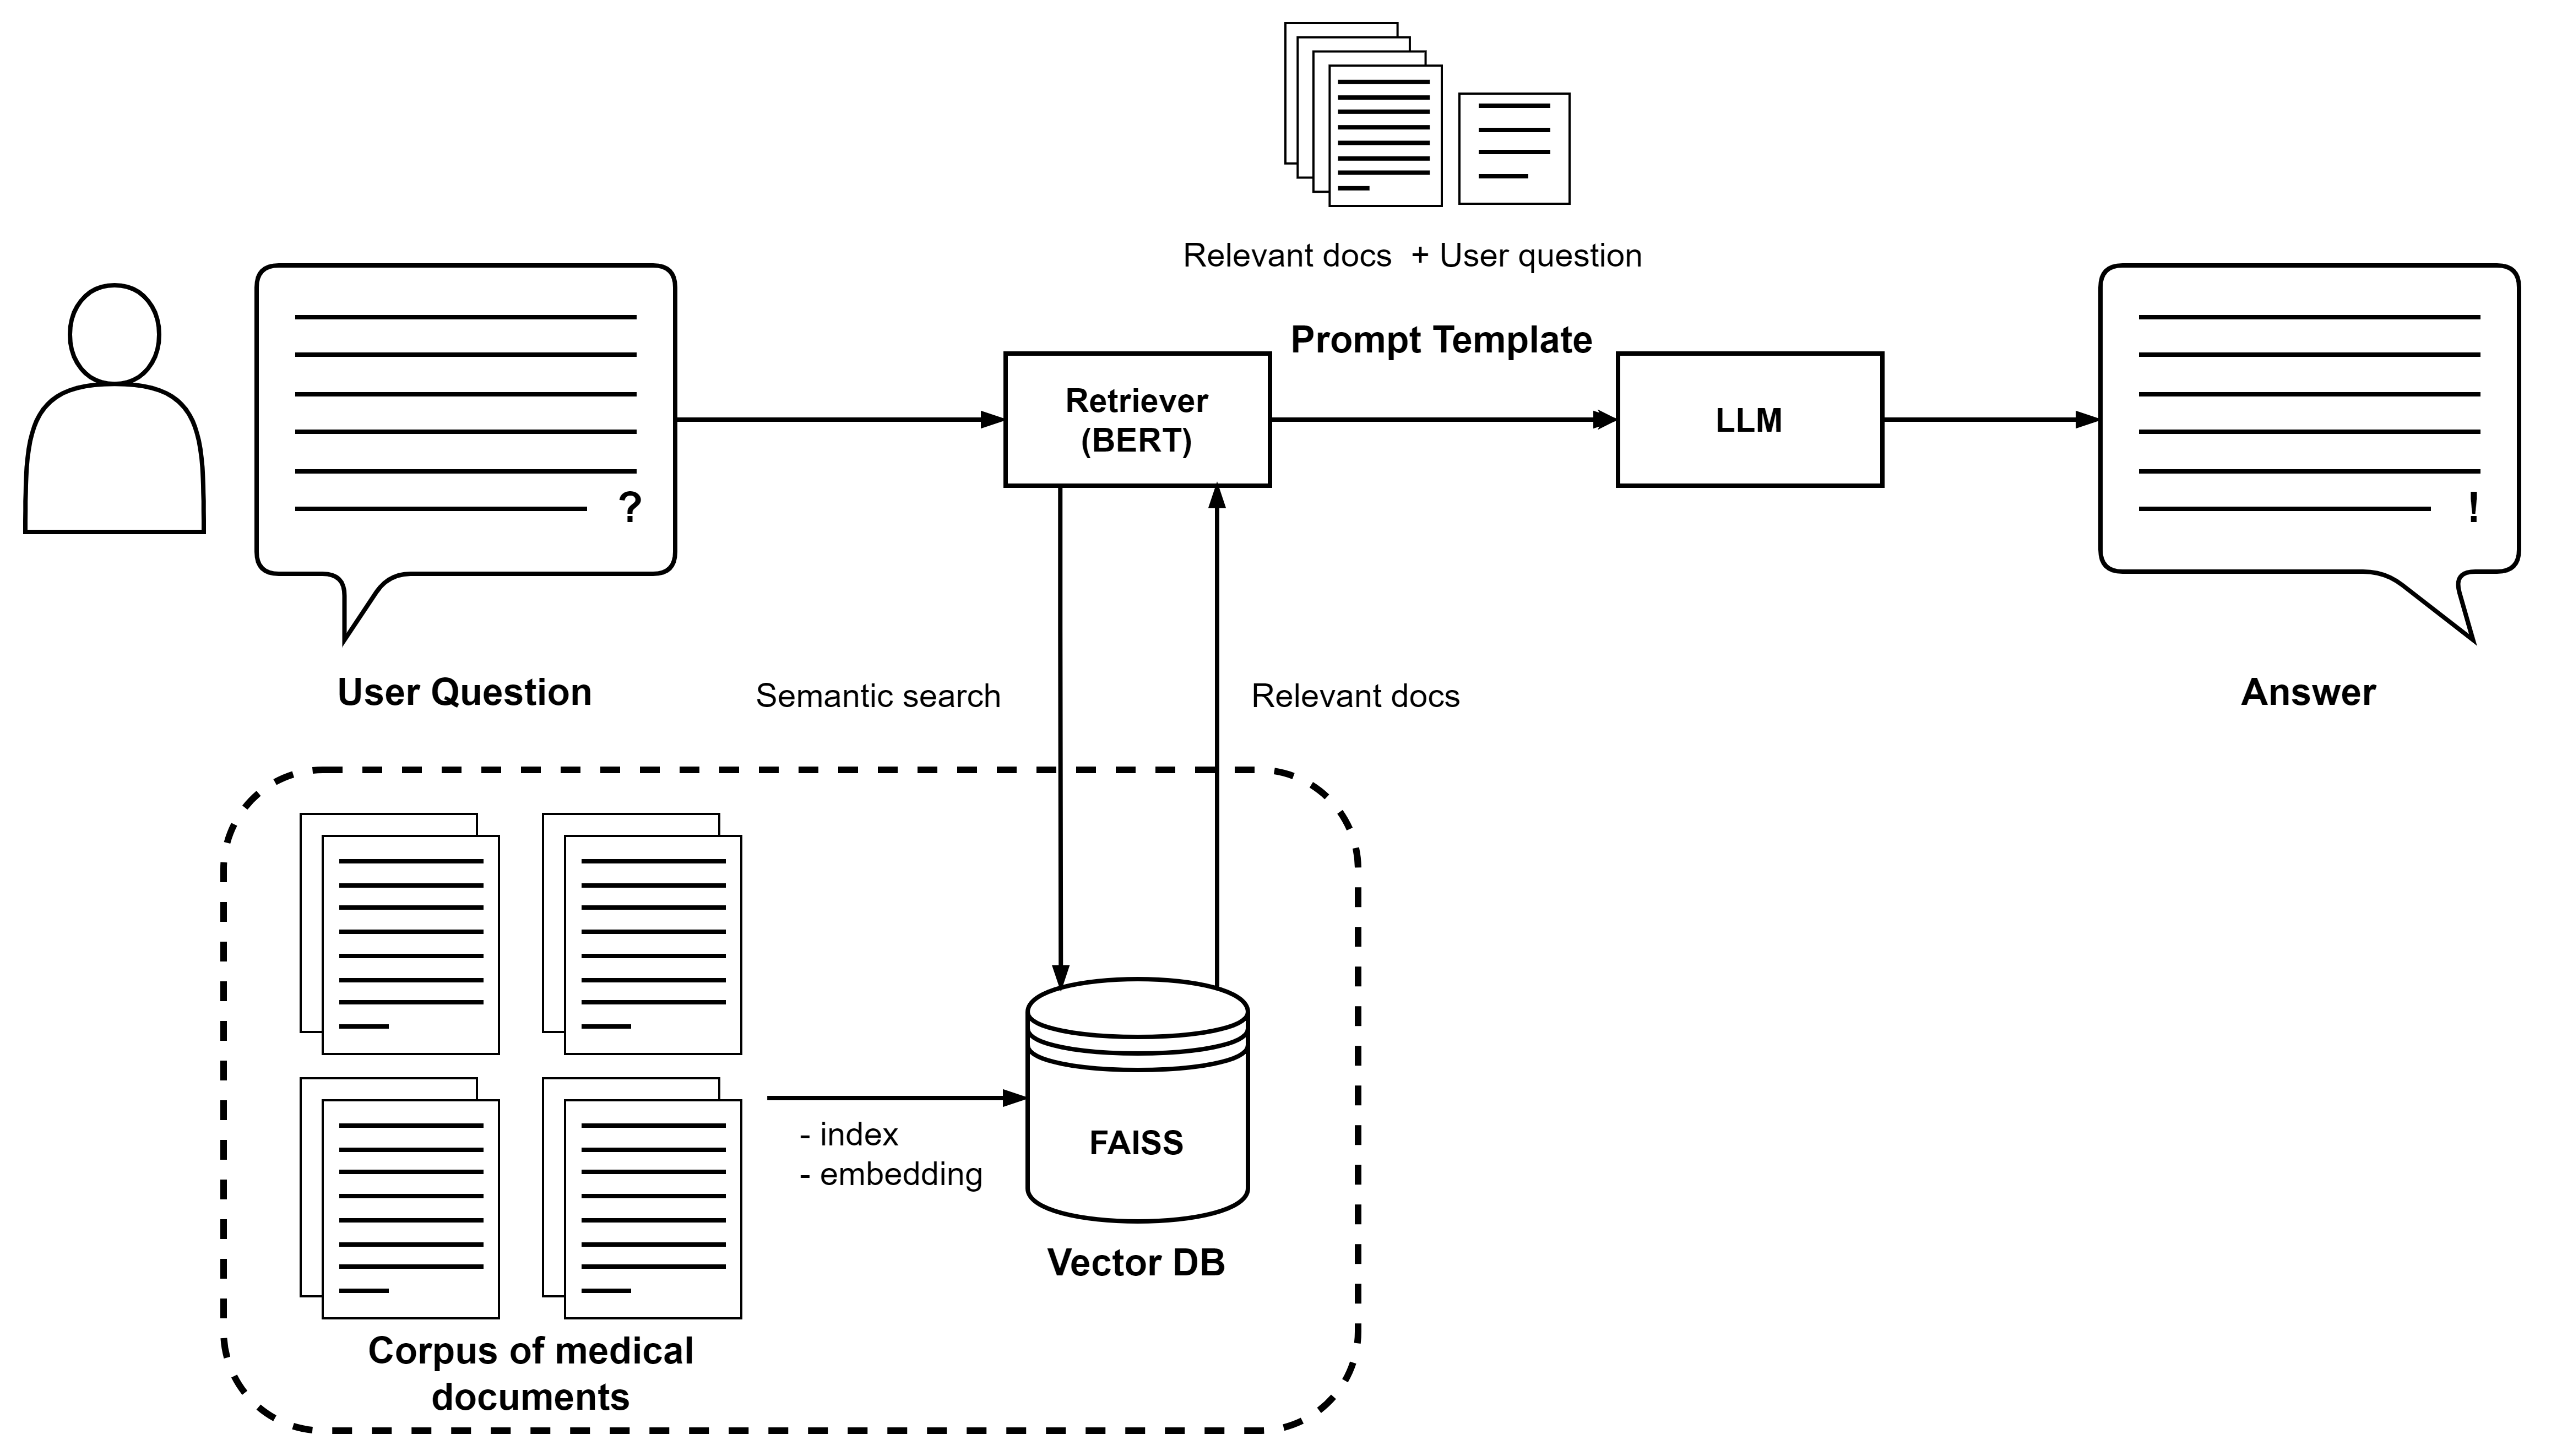 Relevant docs + User question
Prompt Template
Retriever
(BERT)
LLM
?
!
User Question
Semantic search
Relevant docs
Answer
- index
- embedding
FAISS
Vector DB
Corpus of medical
documents